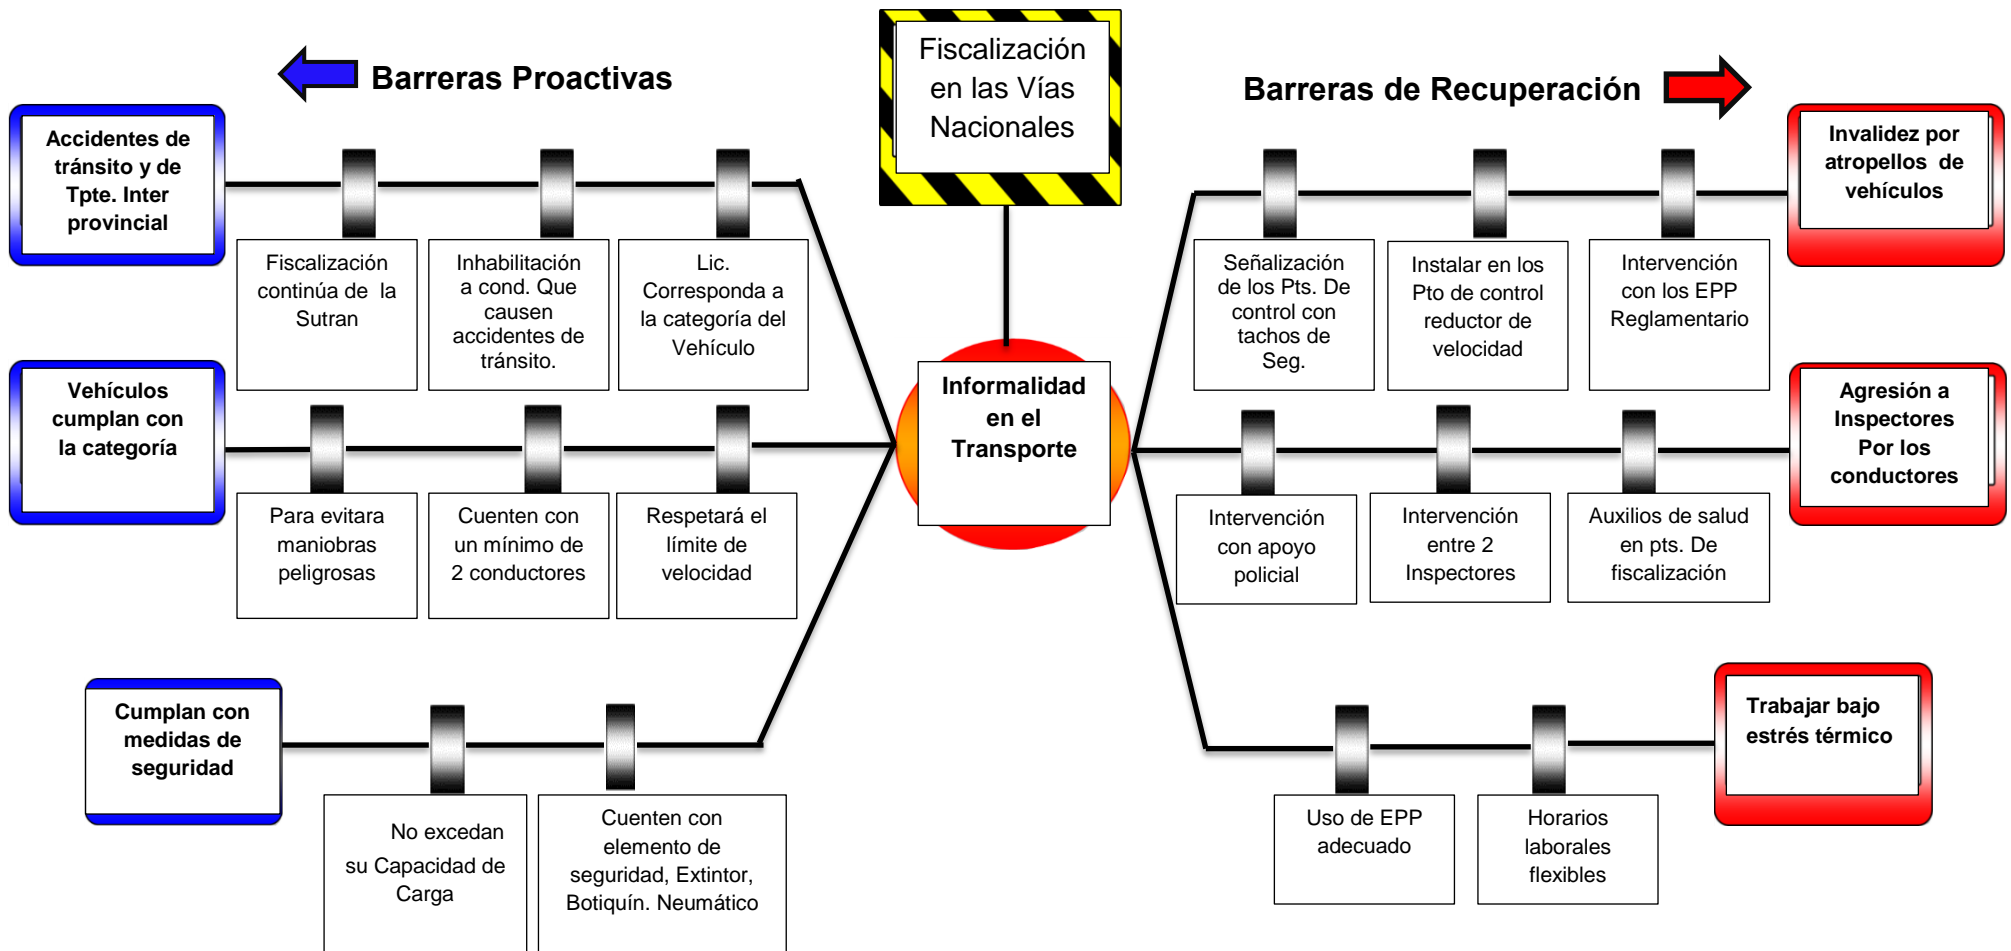 Fiscalización
en las Vías
Nacionales
Barreras Proactivas
Barreras de Recuperación
Accidentes de
tránsito y de
Tpte. Inter
provincial
Fiscalización
continúa de la
Sutran
Inhabilitación
a cond. Que
causen
accidentes de
tránsito.
Lic.
Corresponda a
la categoría del
Vehículo
Vehículos
cumplan con
la categoría
Para evitara
maniobras
peligrosas
Cuenten con
un mínimo de
2 conductores
Respetará el
límite de
velocidad
Cumplan con
medidas de
seguridad
No excedan
su Capacidad de
Carga
Cuenten con
elemento de
seguridad, Extintor,
Botiquín. Neumático
Informalidad
en el
Transporte
Señalización
de los Pts. De
control con
tachos de
Seg.
Instalar en los
Pto de control
reductor de
velocidad
Intervención
con los EPP
Reglamentario
Invalidez por
atropellos de
vehículos
Intervención
con apoyo
policial
Intervención
entre 2
Inspectores
Auxilios de salud
en pts. De
fiscalización
Agresión a
Inspectores
Por los
conductores
Uso de EPP
adecuado
Horarios
laborales
flexibles
Trabajar bajo
estrés térmico